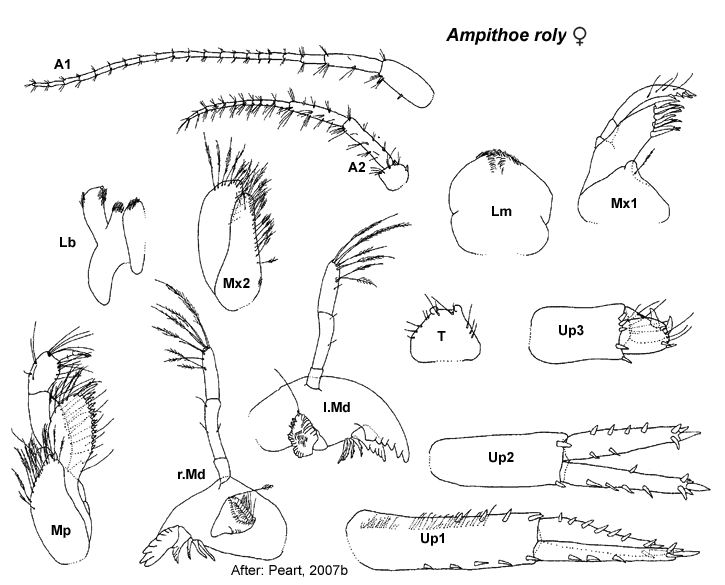 Ampithoe roly ♀
A1
A2
Lm
Mx1
Lb
Mx2
T
Up3
l.Md
r.Md
Up2
Mp
Up1
After: Peart, 2007b